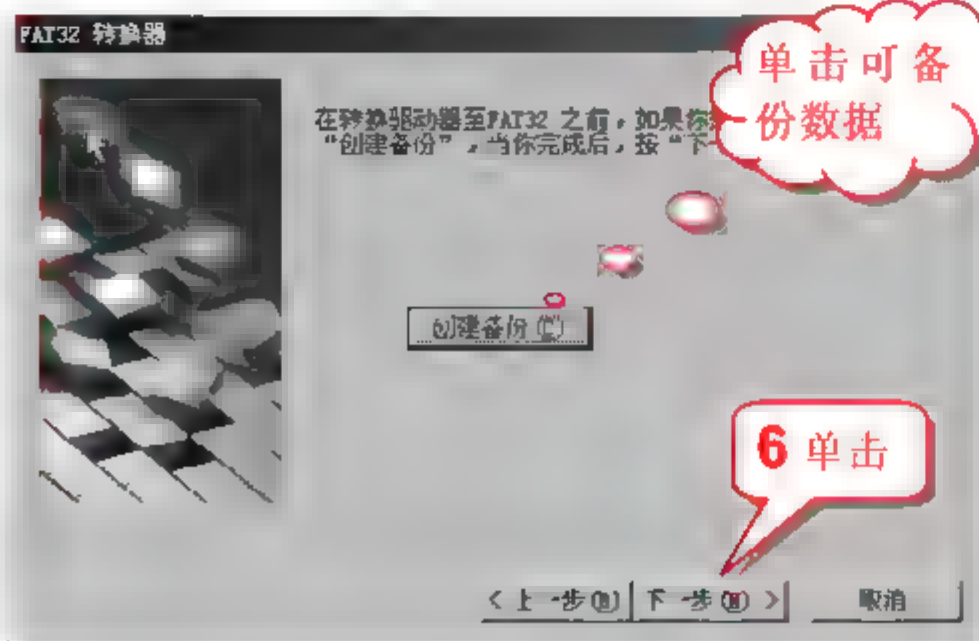 FAT32 转换器
单击可备
份数据
在转换驱动器至FAT32 之前，如果你
“创建备份”，当你完成后，按“下
创建备份(C)
6 单击
< 上一步(B)
下一步(N) >
取消